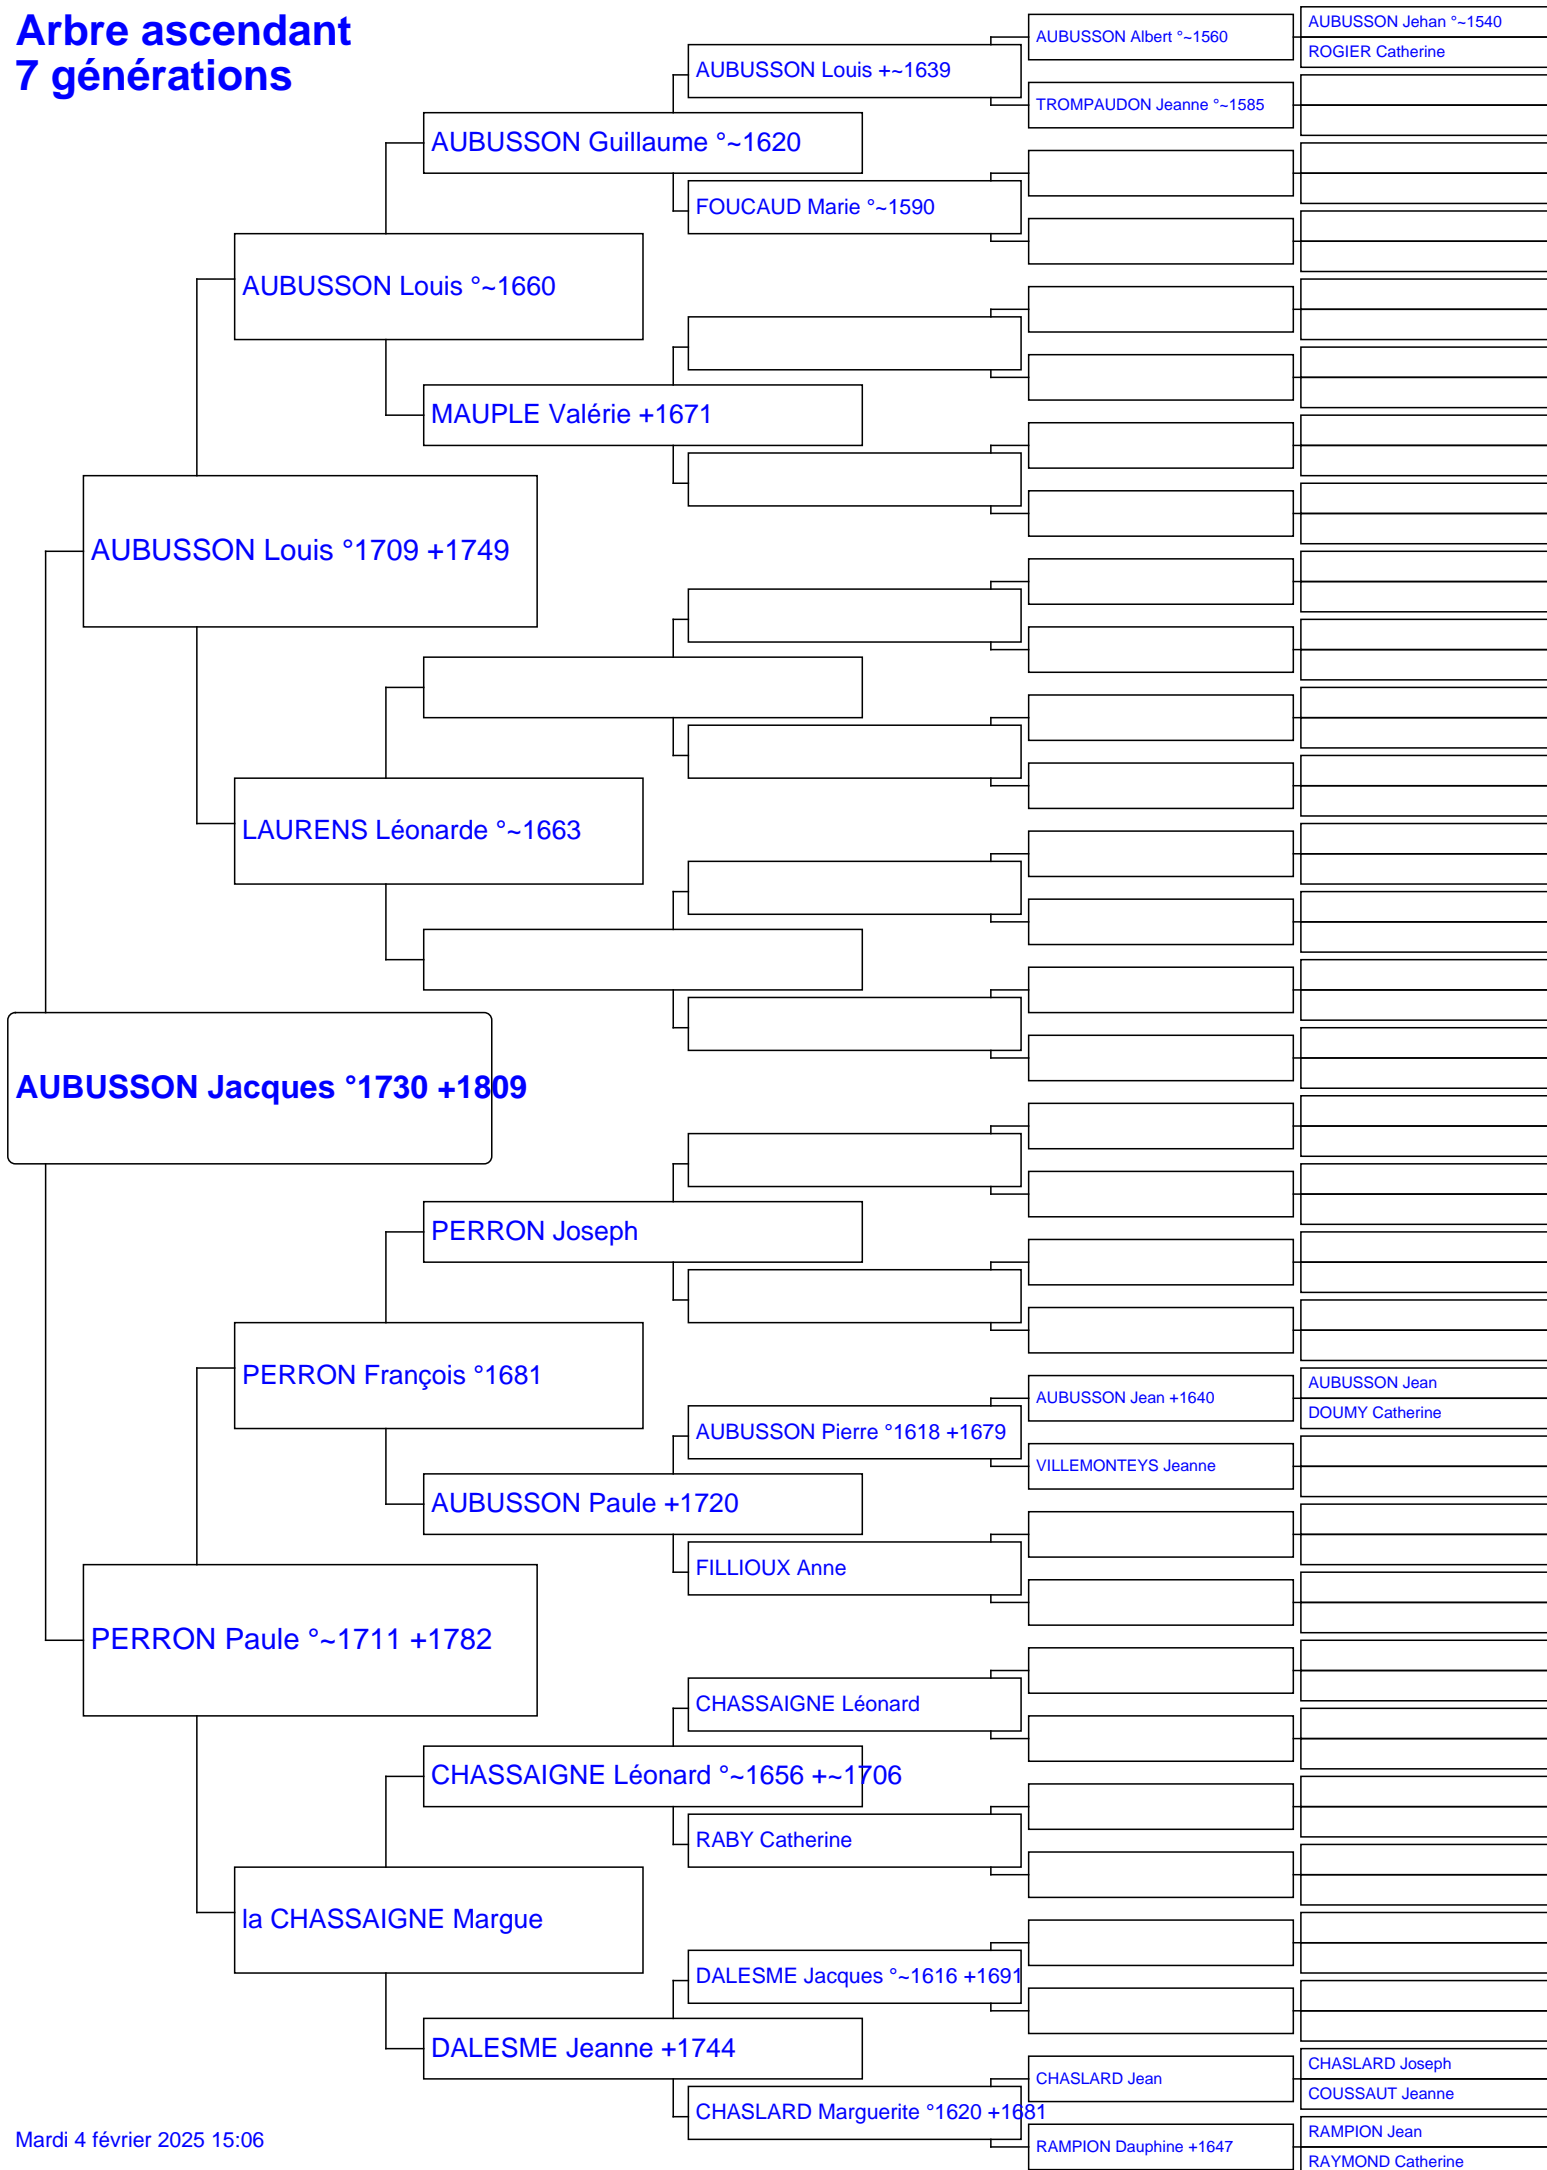 Arbre ascendant
7 générations
AUBUSSON Jacques °1730 +1809
AUBUSSON Louis °1709 +1749
PERRON Paule °~1711 +1782
AUBUSSON Louis °~1660
LAURENS Léonarde °~1663
PERRON François °1681
la CHASSAIGNE Margue
AUBUSSON Guillaume °~1620
MAUPLE Valérie +1671
PERRON Joseph
AUBUSSON Paule +1720
CHASSAIGNE Léonard °~1656 +~1706
DALESME Jeanne +1744
AUBUSSON Louis +~1639
FOUCAUD Marie °~1590
AUBUSSON Pierre °1618 +1679
FILLIOUX Anne
CHASSAIGNE Léonard
RABY Catherine
DALESME Jacques °~1616 +1691
CHASLARD Marguerite °1620 +1681
AUBUSSON Albert °~1560
TROMPAUDON Jeanne °~1585
AUBUSSON Jean +1640
VILLEMONTEYS Jeanne
CHASLARD Jean
RAMPION Dauphine +1647
AUBUSSON Jehan °~1540
ROGIER Catherine
AUBUSSON Jean
DOUMY Catherine
CHASLARD Joseph
COUSSAUT Jeanne
RAMPION Jean
RAYMOND Catherine
Mardi 4 février 2025 15:06